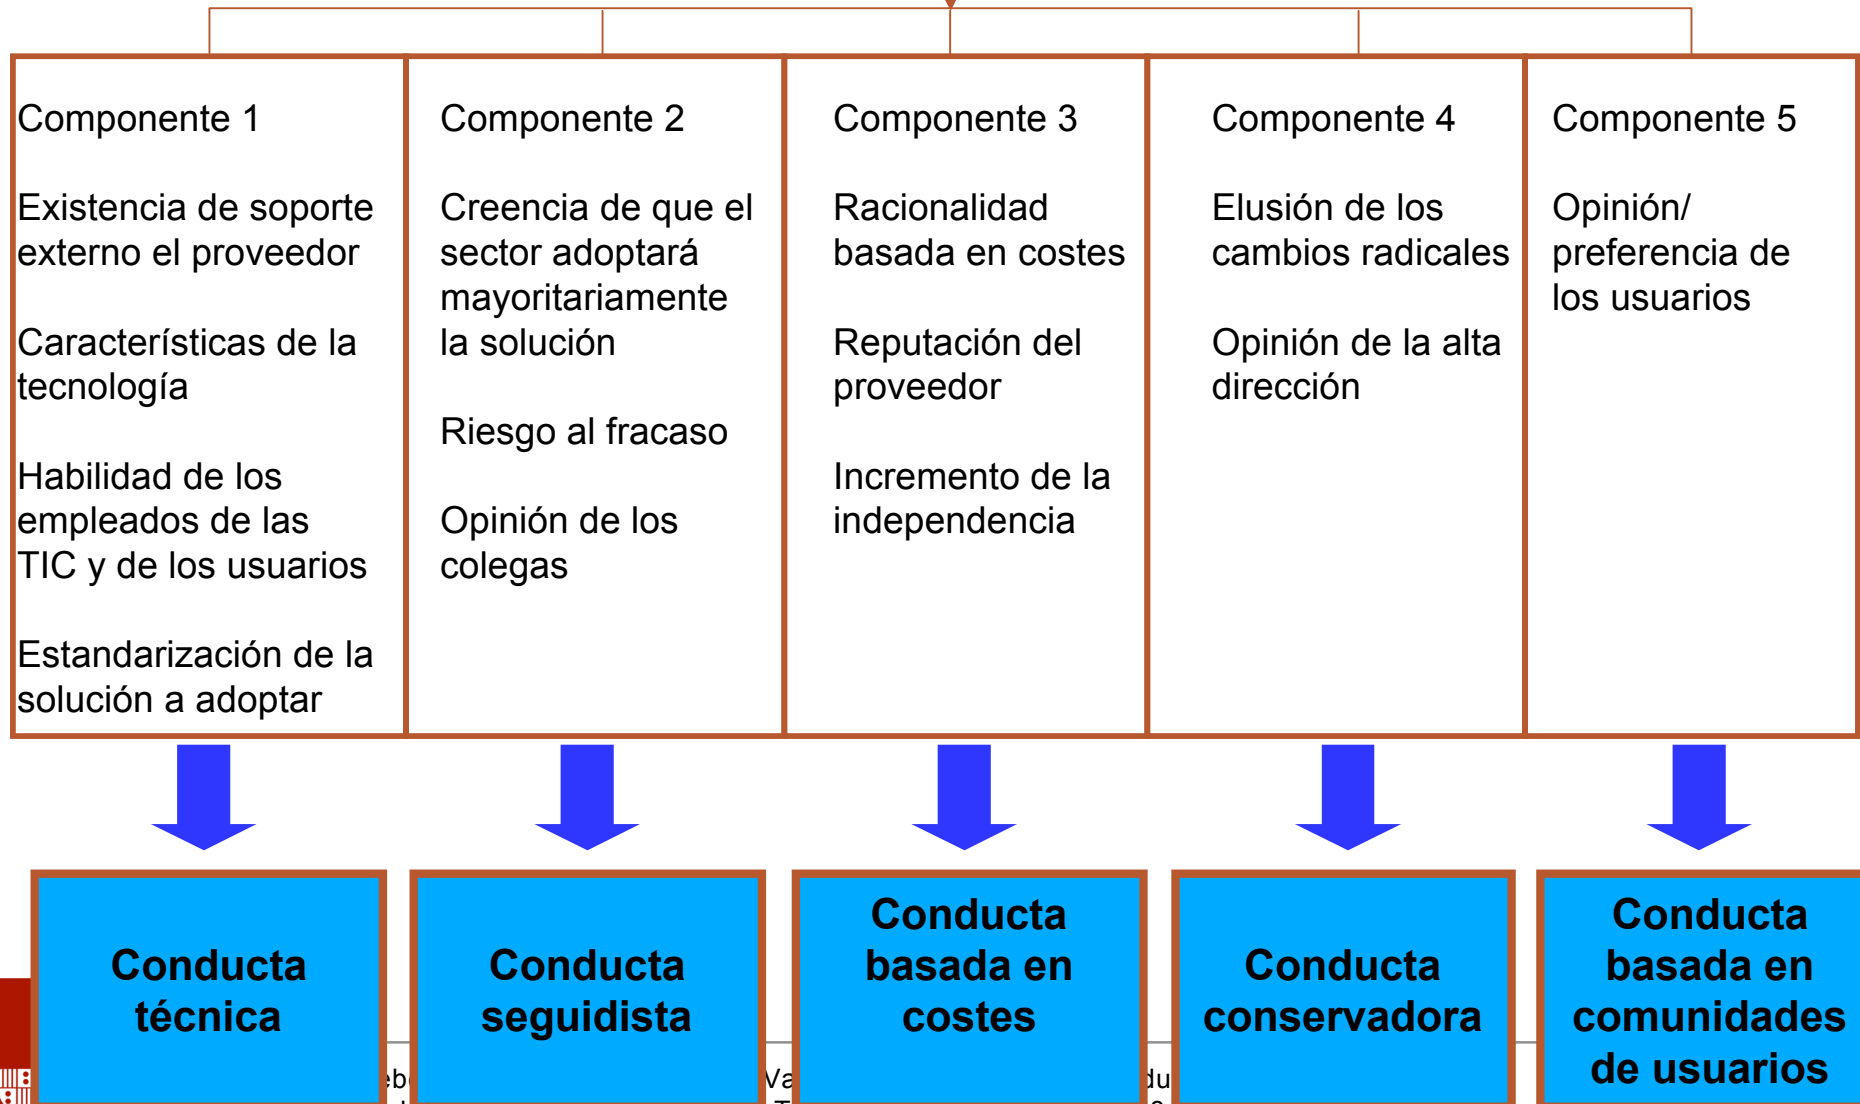 Componente 1
Existencia de soporte
externo el proveedor
Características de la
tecnología
Habilidad de los
empleados de las
TIC y de los usuarios
Estandarización de la
solución a adoptar
Componente 2
Creencia de que el
sector adoptará
mayoritariamente
la solución
Riesgo al fracaso
Opinión de los
colegas
Componente 3
Racionalidad
basada en costes
Reputación del
proveedor
Incremento de la
independencia
Componente 4
Elusión de los
cambios radicales
Opinión de la alta
dirección
Componente 5
Opinión/
preferencia de
los usuarios
Conducta
técnica
Conducta
seguidista
Conducta
basada en
costes
Conducta
conservadora
Conducta
basada en
comunidades
de usuarios